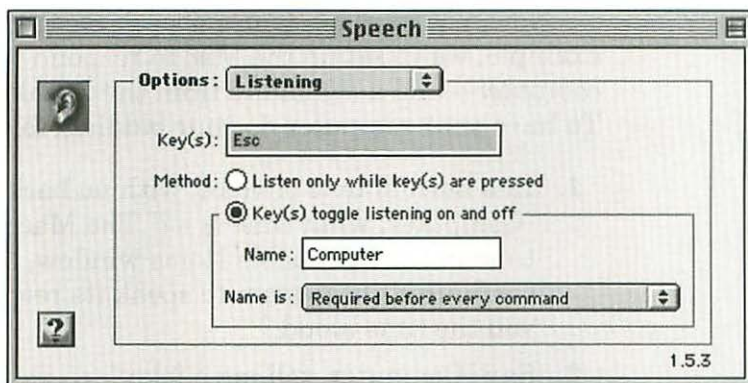 Speech
Options: Listening
Key(s): Esc
Method: Listen only while key(s) are pressed
Key(s) toggle listening on and off
Name: Computer
Name is: Required before every command
?
1.5.3